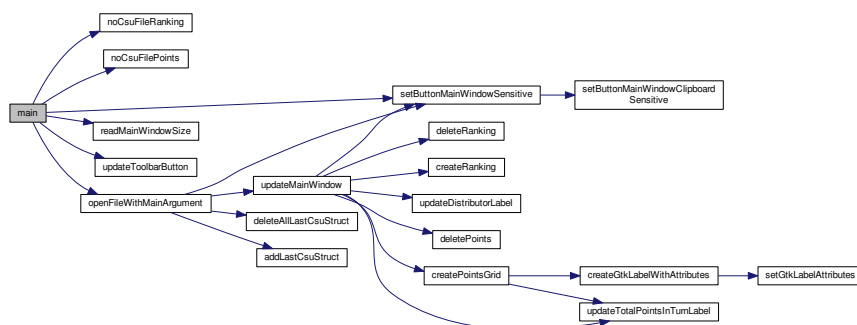 noCsuFileRanking
noCsuFilePoints
main
setButtonMainWindowSensitive
setButtonMainWindowClipboard
Sensitive
readMainWindowSize
deleteRanking
updateToolbarButton
createRanking
updateMainWindow
openFileWithMainArgument
updateDistributorLabel
deleteAllLastCsuStruct
deletePoints
addLastCsuStruct
createPointsGrid
createGtkLabelWithAttributes
setGtkLabelAttributes
updateTotalPointsInTurnLabel